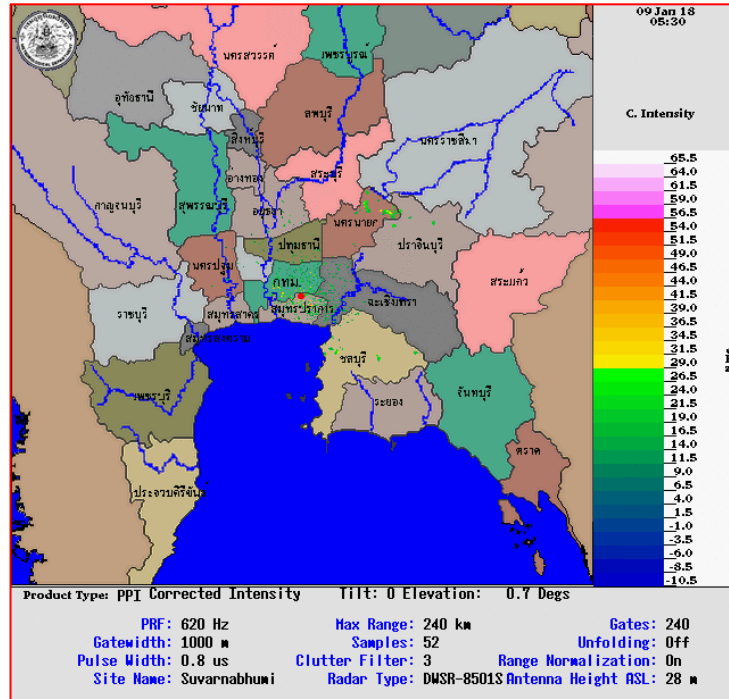 09 Jan 18
05:30
C. Intensity
65.5
64.0
61.5
59.0
56.5
54.0
51.5
49.0
46.5
44.0
41.5
39.0
36.5
34.0
31.5
29.0
26.5
24.0
21.5
19.0
16.5
14.0
11.5
9.0
6.5
4.0
1.5
-1.0
-3.5
-6.0
-8.5
-10.5
นครสวรรค์
เพชรบูรณ์
อุทัยธานี
ชัยนาท
ลพบุรี
สิงหบุรี
นครราชสีมา
สระบุรี
อ่างทอง
กาญจนบุรี
สุพรรณบุรี
อยุธยา
นครนายก
ปราจีนบุรี
ปทุมธานี
นครปฐม
กทม.
สระแก้ว
ฉะเชิงเทรา
ราชบุรี
สมุทรสาคร
สมุทรปราการ
สมุทรสงคราม
ชลบุรี
เพชรบุรี
ระยอง
จันทบุรี
ตราด
ประจวบคีรีขันธ
Product Type: PPI Corrected Intensity Tilt: 0 Elevation: 0.7 Degs
PRF: 620 Hz Max Range: 240 km Gates: 240
Gatewidth: 1000 m Samples: 52 Unfolding: Off
Pulse Width: 0.8 us Clutter Filter: 3 Range Normalization: On
Site Name: Suvarnabhumi Radar Type: DWSR-8501S Antenna Height ASL: 28 m